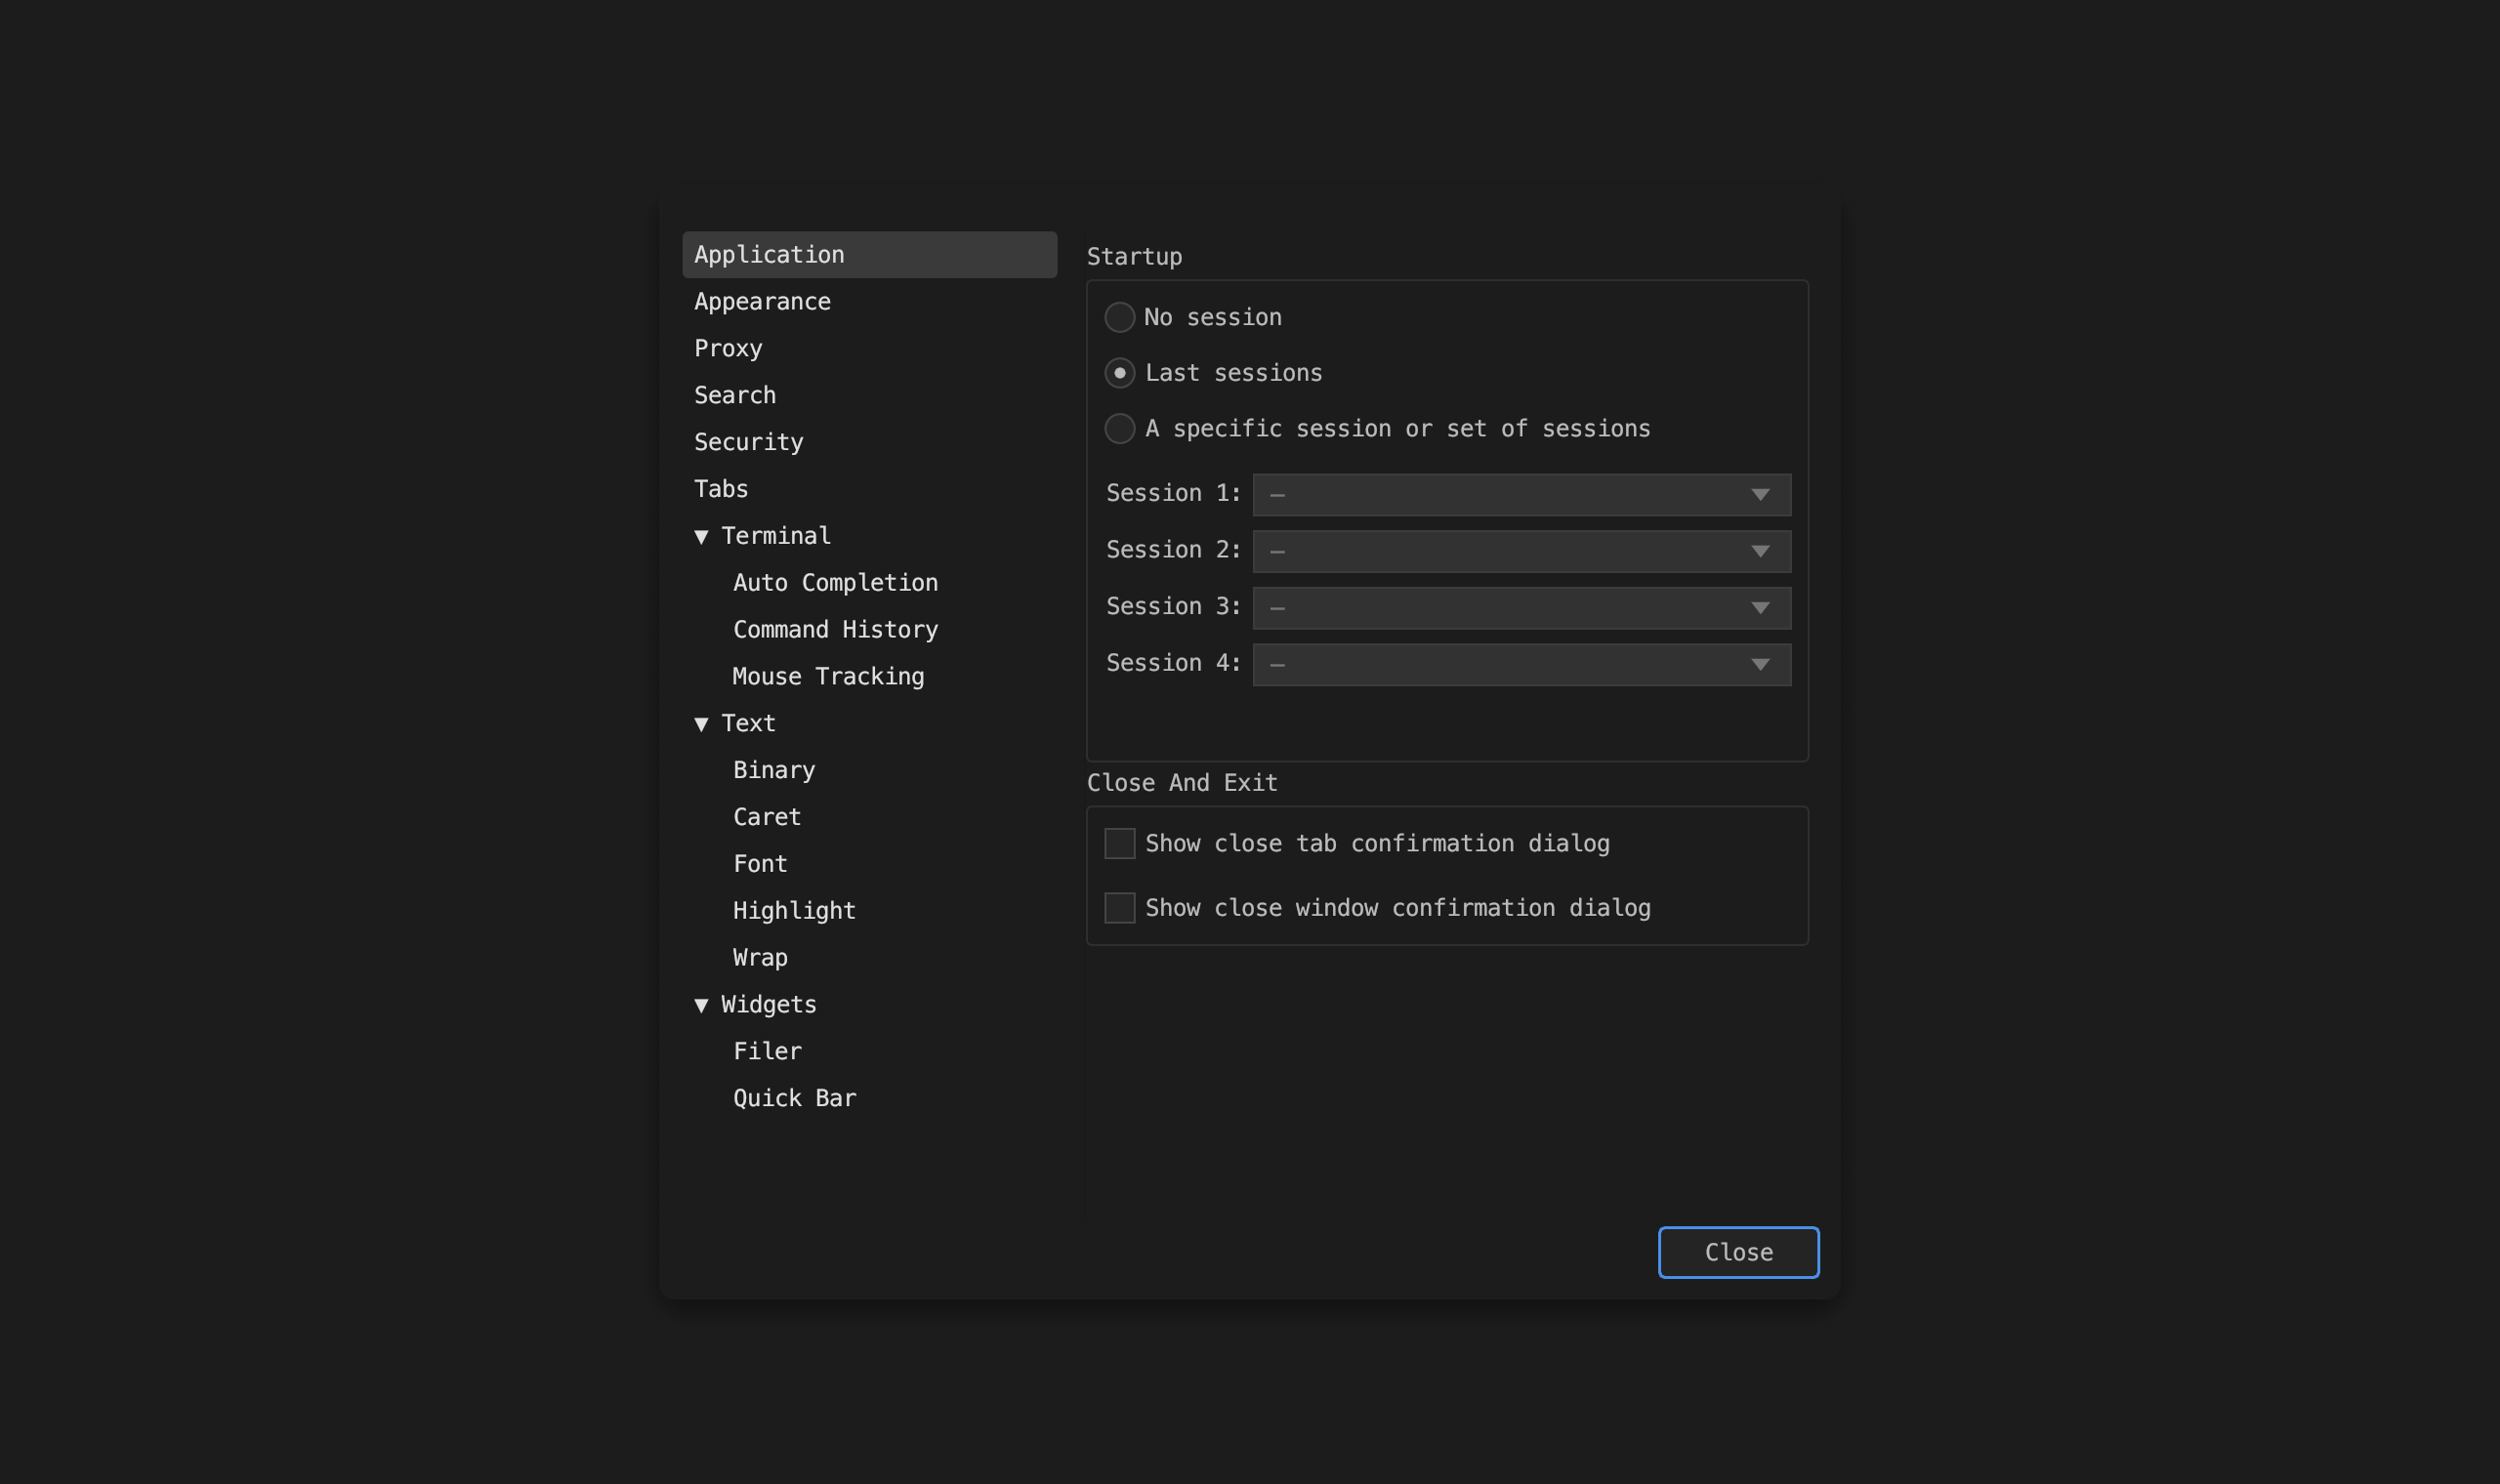 Application
Appearance
Proxy
Search
Security
Tabs
▼ Terminal
Auto Completion
Command History
Mouse Tracking
▼ Text
Binary
Caret
Font
Highlight
Wrap
▼ Widgets
Filer
Quick Bar
Startup
No session
Last sessions
A specific session or set of sessions
Session 1: –
Session 2: –
Session 3: –
Session 4: –
Close And Exit
Show close tab confirmation dialog
Show close window confirmation dialog
Close